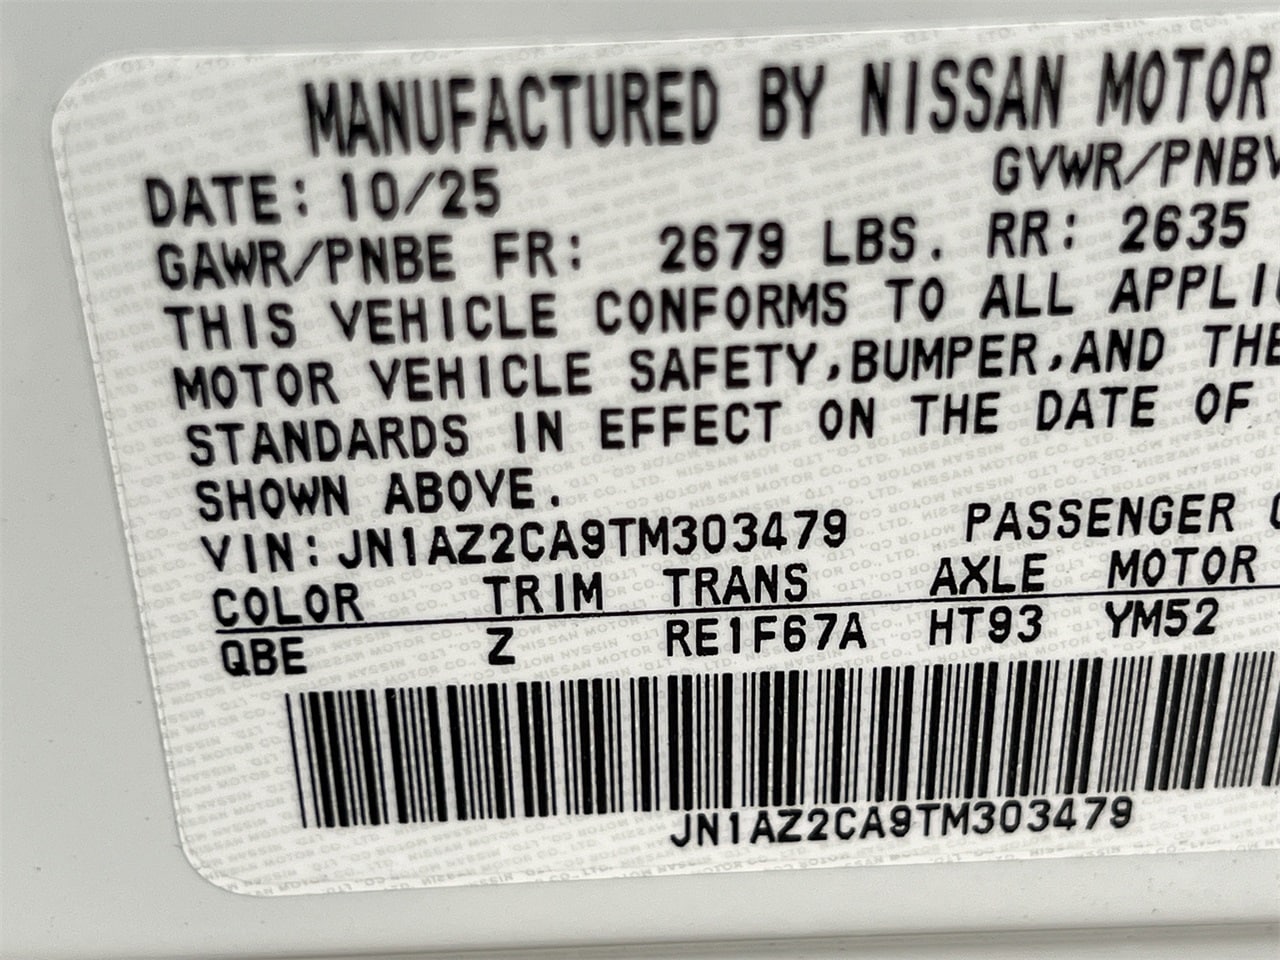 MANUFACTURED BY NISSAN MOTOR
DATE: 10/25 GVWR/PNBV
GAWR/PNBE FR: 2679 LBS. RR: 2635
THIS VEHICLE CONFORMS TO ALL APPLI
MOTOR VEHICLE SAFETY,BUMPER,AND THE
STANDARDS IN EFFECT ON THE DATE OF
SHOWN ABOVE.
VIN: JN1AZ2CA9TM303479 PASSENGER
COLOR TRIM TRANS AXLE MOTOR
QBE Z RE1F67A HT93 YM52
JN1AZ2CA9TM303479